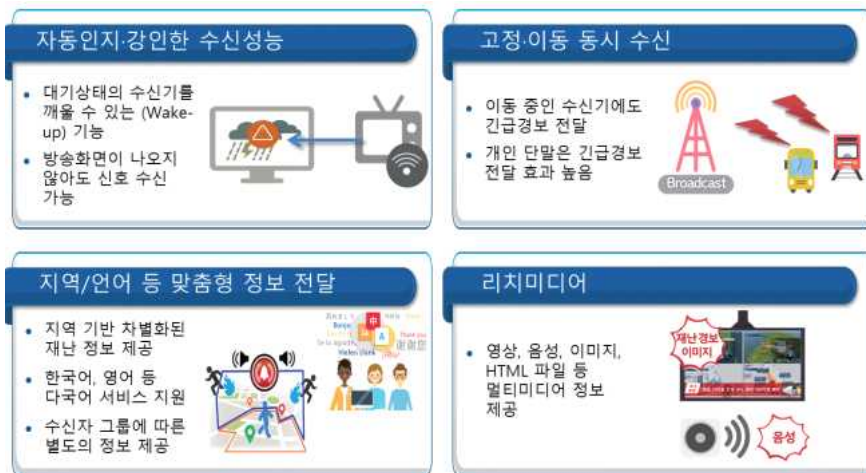 자동인지·강인한 수신성능
• 대기상태의 수신기를
깨울 수 있는 (Wake-
up) 기능
• 방송화면이 나오지
않아도 신호 수신
가능
고정·이동 동시 수신
• 이동 중인 수신기에도
긴급경보 전달
• 개인 단말은 긴급경보
전달 효과 높음
Broadcast
지역/언어 등 맞춤형 정보 전달
• 지역 기반 차별화된
재난 정보 제공
• 한국어, 영어 등
다국어 서비스 지원
• 수신자 그룹에 따른
별도의 정보 제공
Bonjour
中
A
Thank you
谢谢您
Vielen dank
리치미디어
• 영상, 음성, 이미지,
HTML 파일 등
멀티미디어 정보
제공
재난경보
이미지
음성